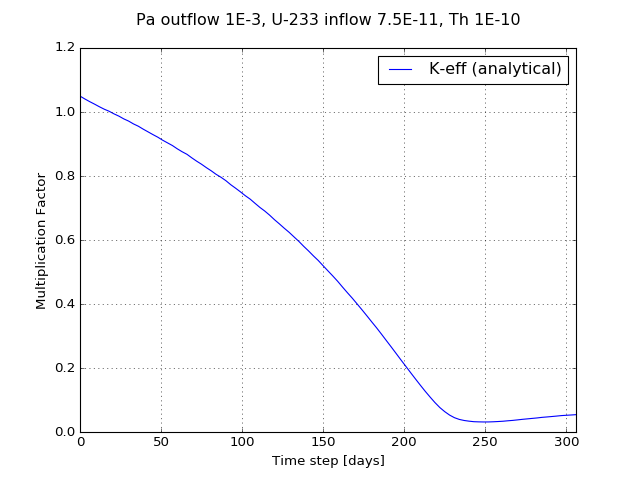 Pa outflow 1E-3, U-233 inflow 7.5E-11, Th 1E-10
K-eff (analytical)
1.2
1.0
0.8
0.6
0.4
0.2
0.0
Multiplication Factor
0 50 100 150 200 250 300
Time step [days]